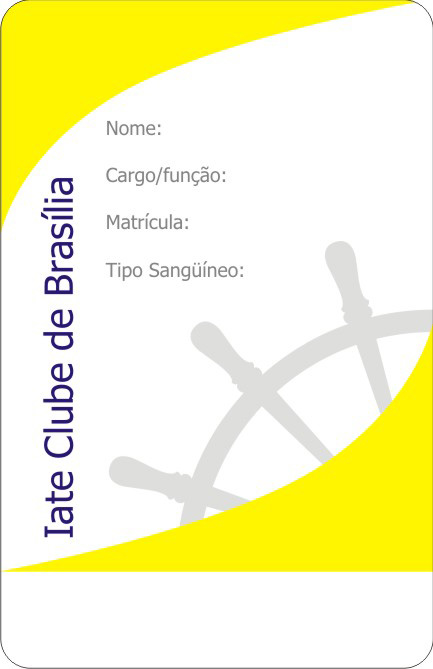 Nome:
Cargo/função:
Matrícula:
Tipo Sangüíneo:
Iate Clube de Brasília